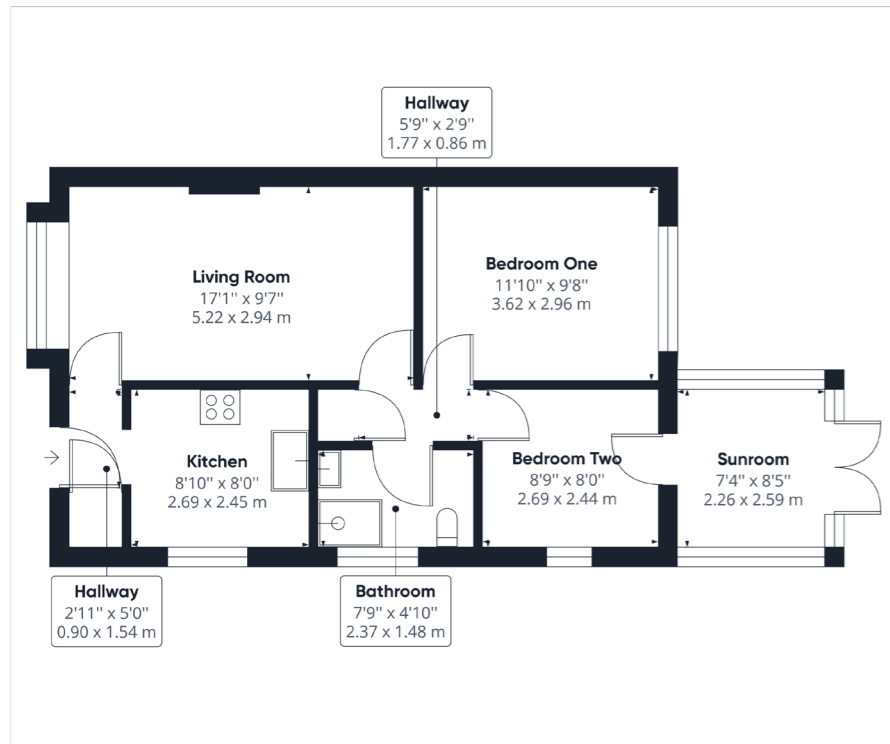 Hallway
5'9" x 2'9"
1.77 x 0.86 m
Living Room
17'1" x 9'7"
5.22 x 2.94 m
Bedroom One
11'10" x 9'8"
3.62 x 2.96 m
Kitchen
8'10" x 8'0"
2.69 x 2.45 m
Bedroom Two
8'9" x 8'0"
2.69 x 2.44 m
Sunroom
7'4" x 8'5"
2.26 x 2.59 m
Hallway
2'11" x 5'0"
0.90 x 1.54 m
Bathroom
7'9" x 4'10"
2.37 x 1.48 m